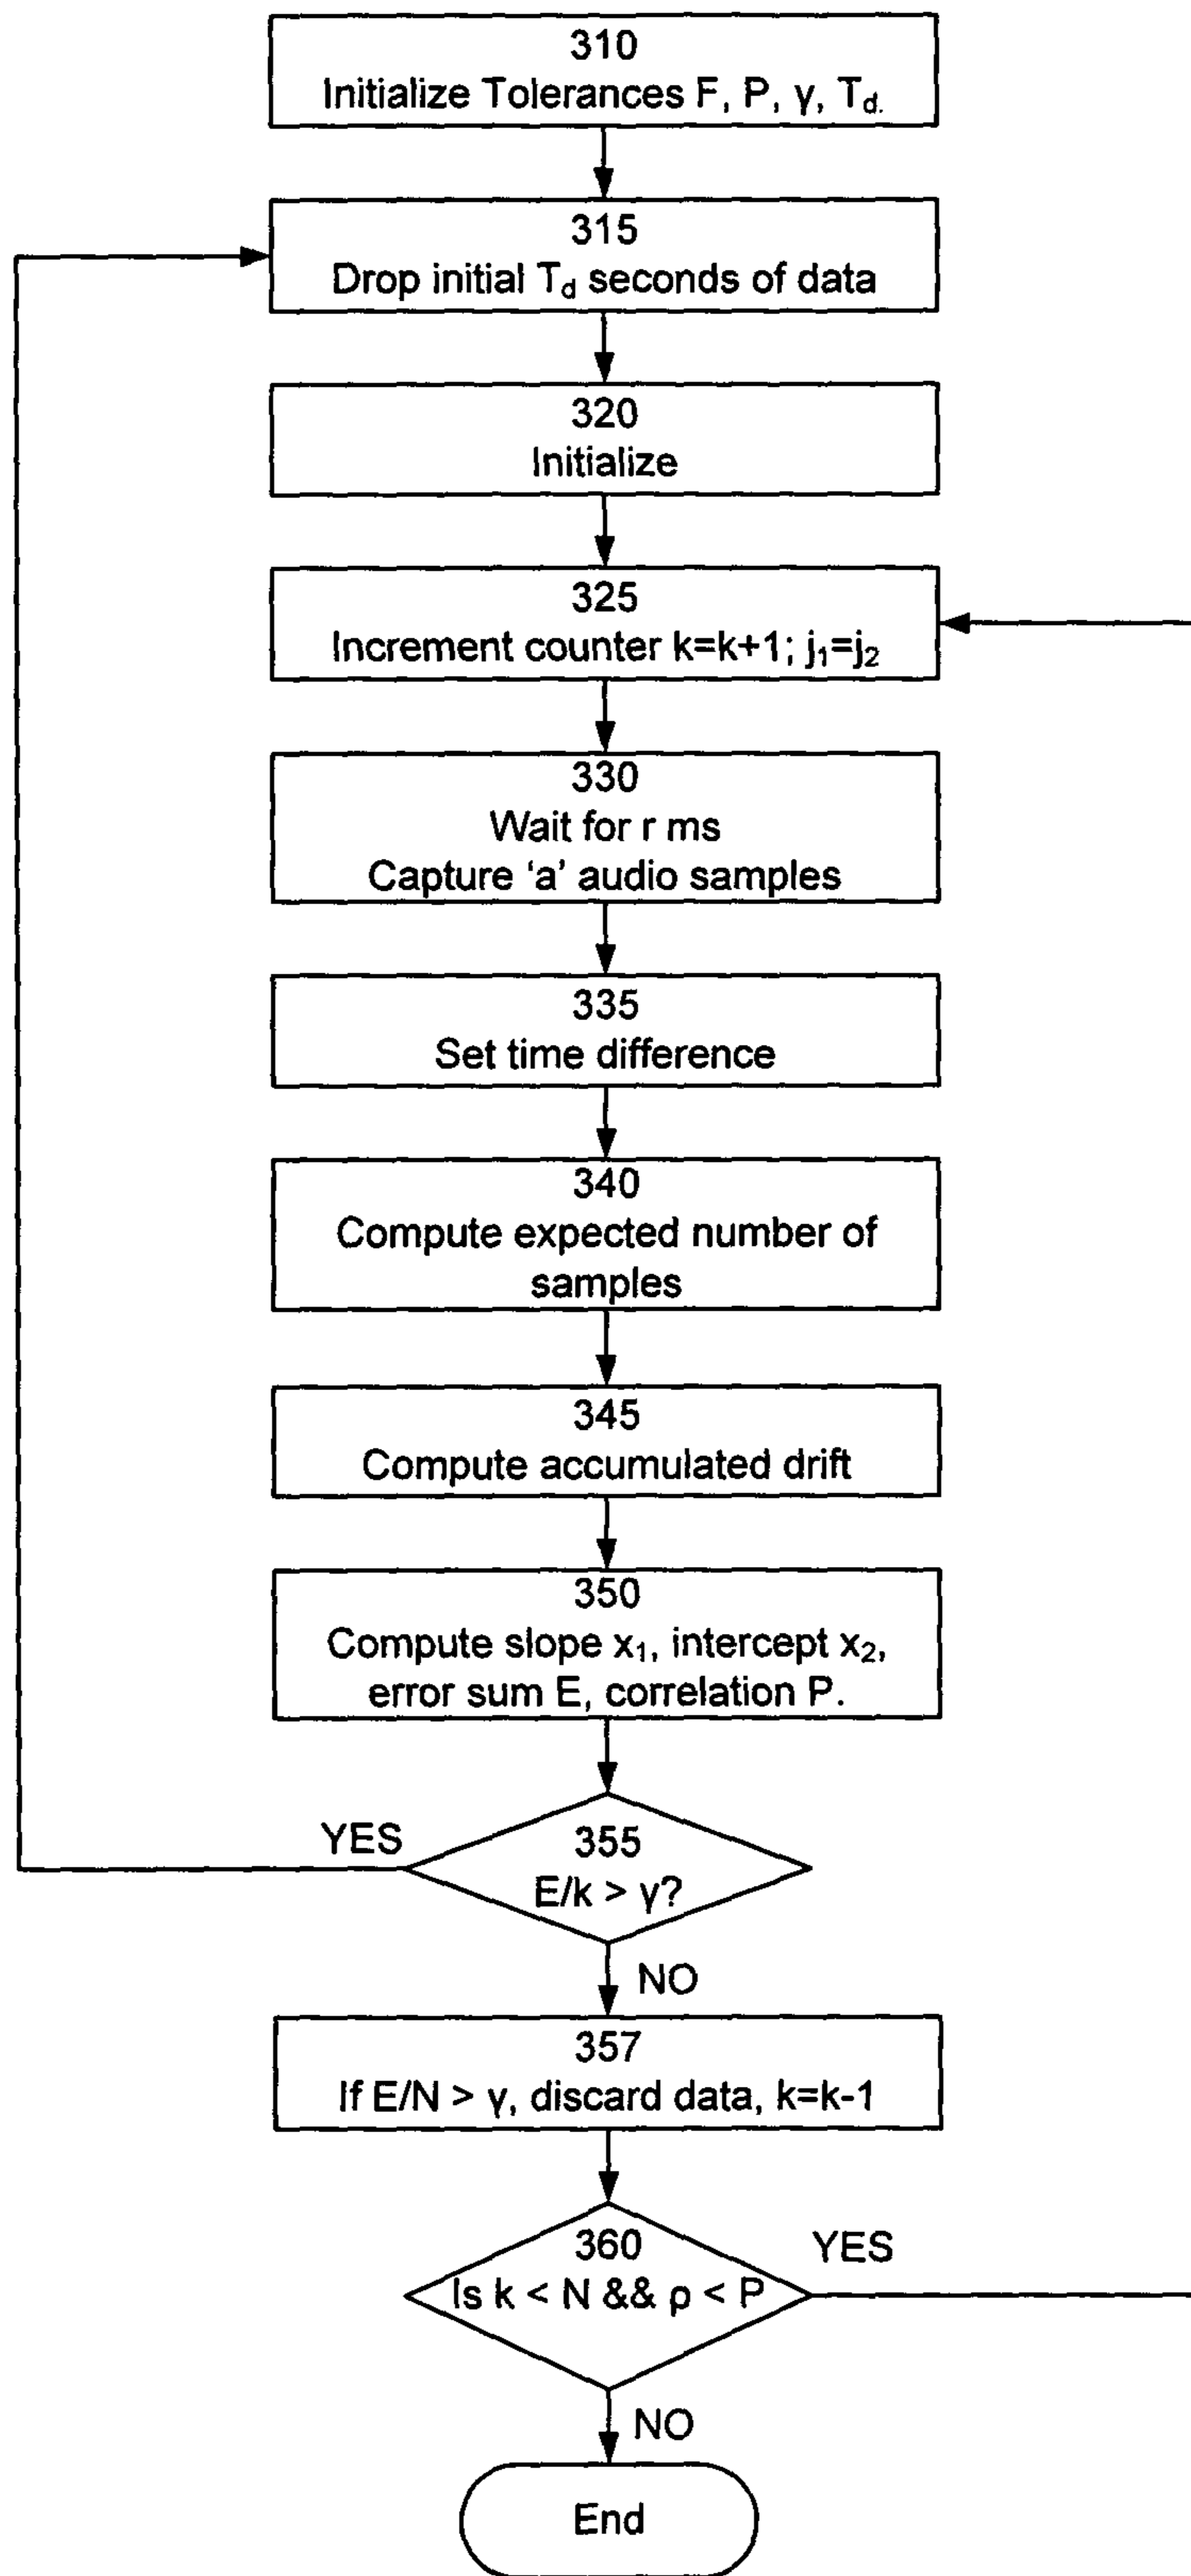 310
Initialize Tolerances F, P, γ, T_d.
315
Drop initial T_d seconds of data
320
Initialize
325
Increment counter k=k+1; j₁=j₂
330
Wait for r ms
Capture ‘a’ audio samples
335
Set time difference
340
Compute expected number of
samples
345
Compute accumulated drift
350
Compute slope x₁, intercept x₂,
error sum E, correlation P.
YES
355
E/k > γ?
NO
357
If E/N > γ, discard data, k=k-1
360
YES
Is k < N && ρ < P
NO
End